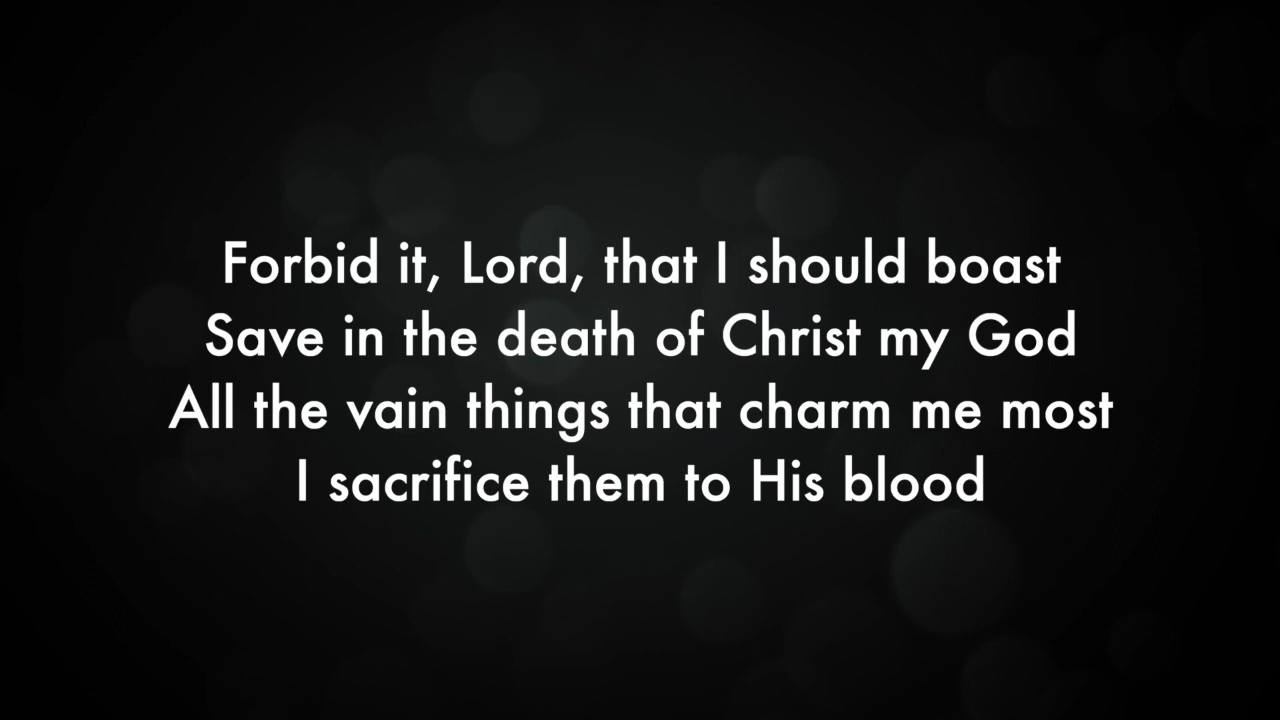 Forbid it, Lord, that I should boast
Save in the death of Christ my God
All the vain things that charm me most
I sacrifice them to His blood